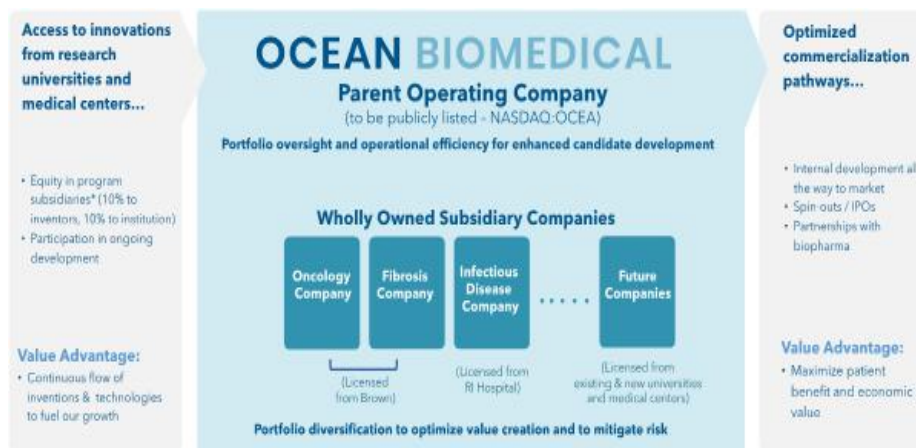 Access to innovations
from research
universities and
medical centers...
• Equity in program
subsidiaries* (10% to
inventors, 10% to institution)
• Participation in ongoing
development
Value Advantage:
• Continuous flow of
inventions & technologies
to fuel our growth
OCEAN BIOMEDICAL
Parent Operating Company
(to be publicly listed - NASDAQ:OCEA)
Portfolio oversight and operational efficiency for enhanced candidate development
Wholly Owned Subsidiary Companies
Oncology
Company
Fibrosis
Company
Infectious
Disease
Company
.....
Future
Companies
(Licensed
from Brown)
(Licensed from
RI Hospital)
(Licensed from
existing & new universities
and medical centers)
Portfolio diversification to optimize value creation and to mitigate risk
Optimized
commercialization
pathways...
• Internal development al
the way to market
• Spin-outs / IPOs
• Partnerships with
biopharma
Value Advantage:
• Maximize patient
benefit and economic
value